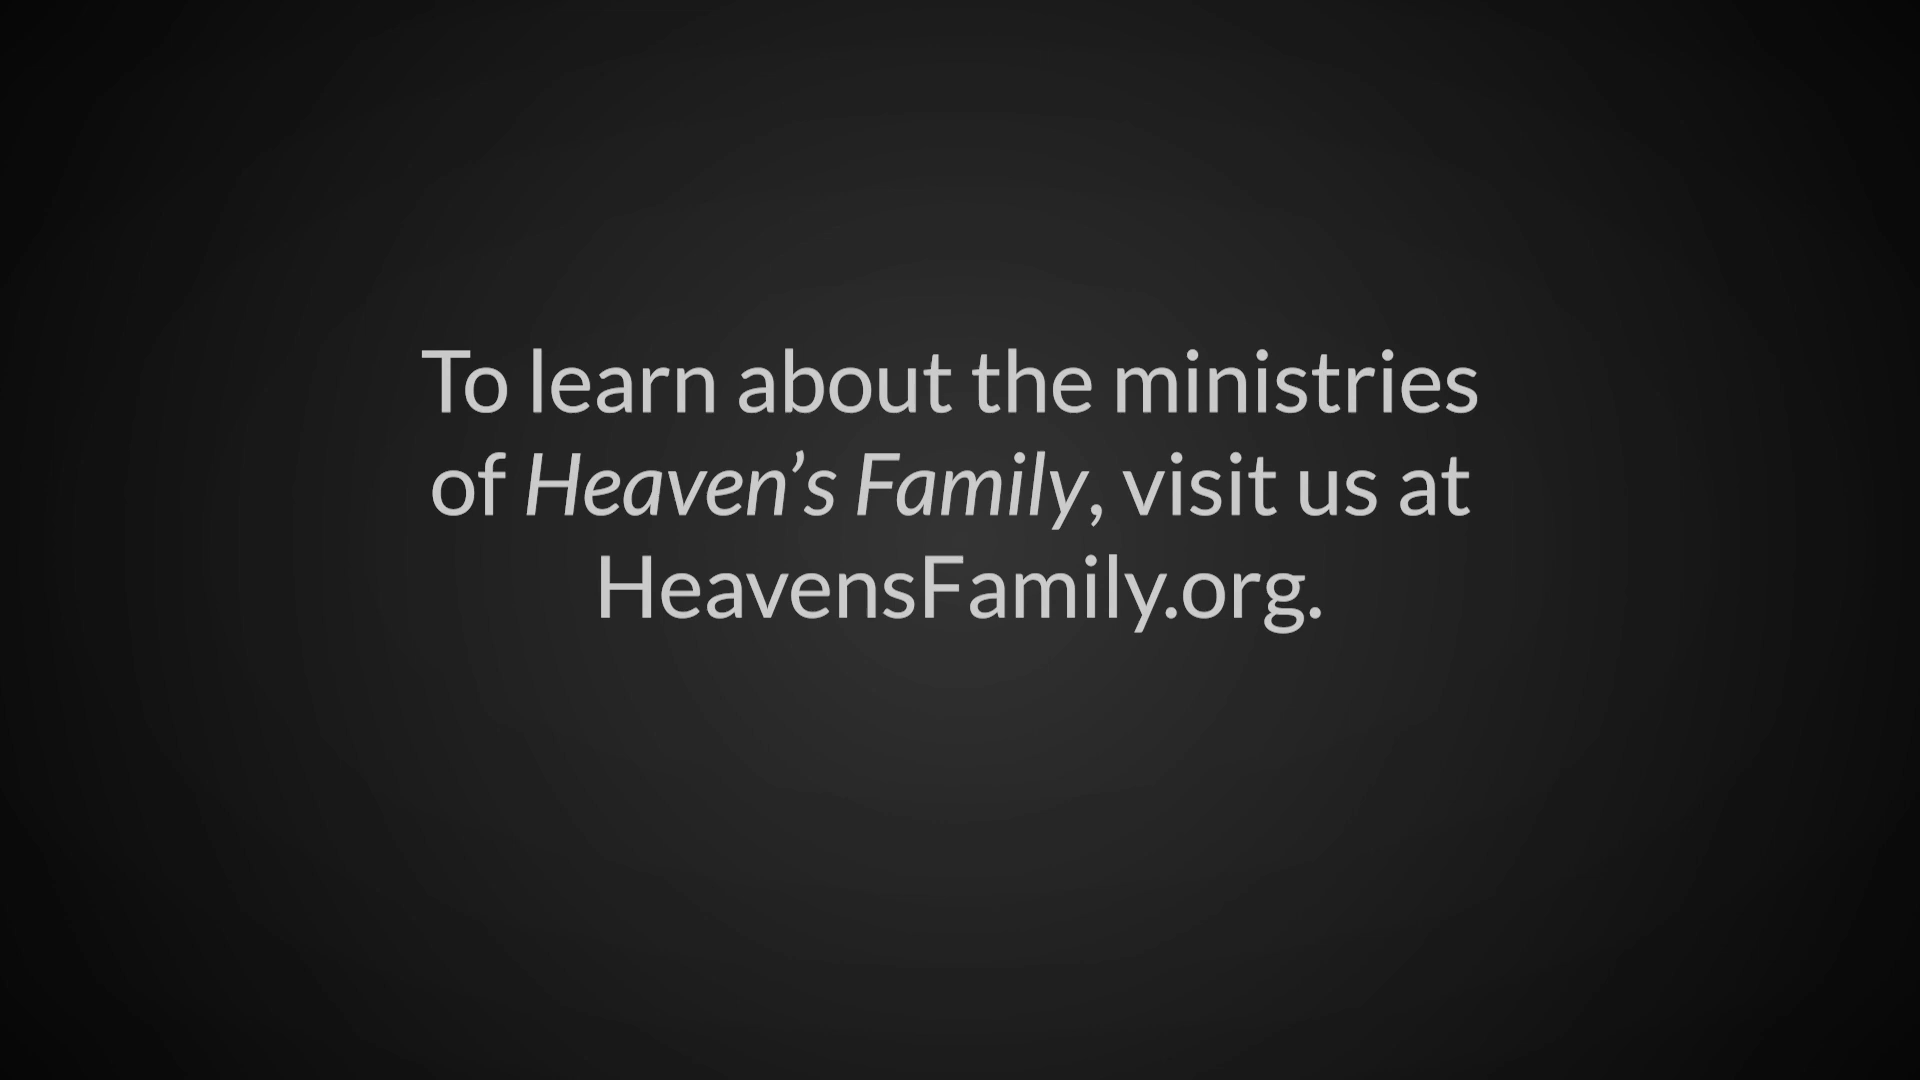 To learn about the ministries
of Heaven’s Family, visit us at
HeavensFamily.org.